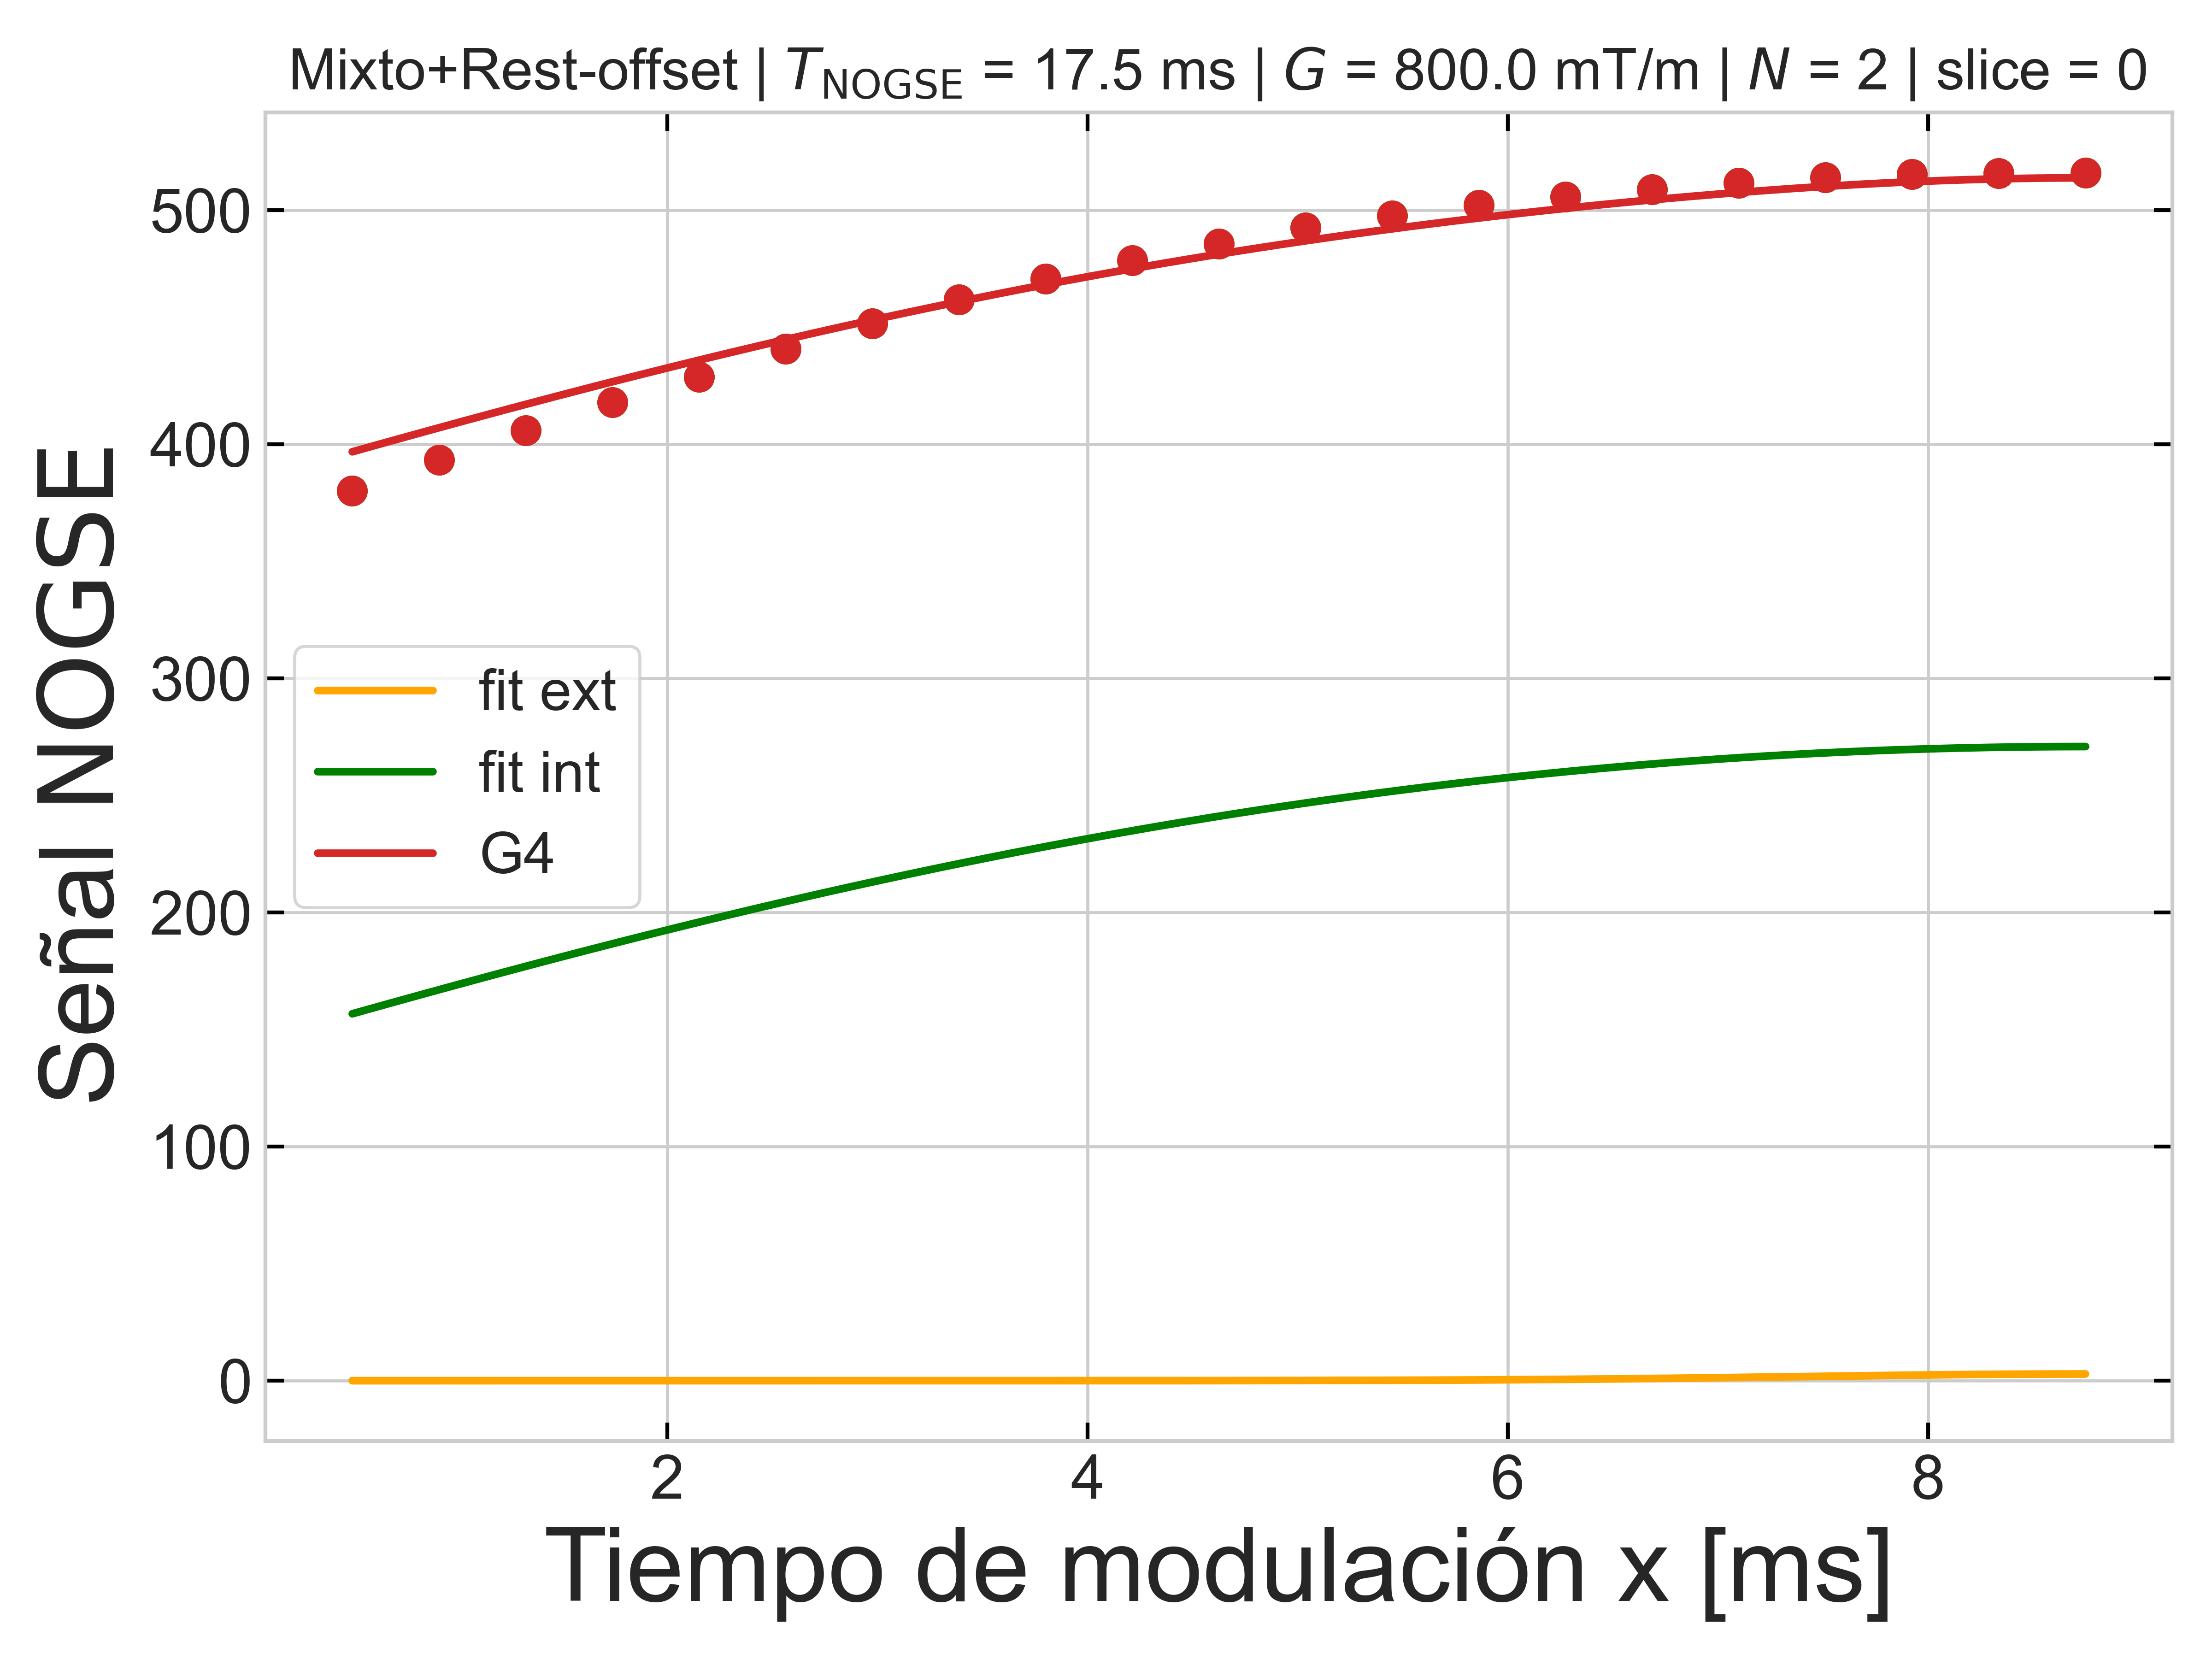 Mixto+Rest-offset | T_NOGSE = 17.5 ms | G = 800.0 mT/m | N = 2 | slice = 0
Señal NOGSE
500
400
300
200
100
0
fit ext
fit int
G4
2 4 6 8
Tiempo de modulación x [ms]